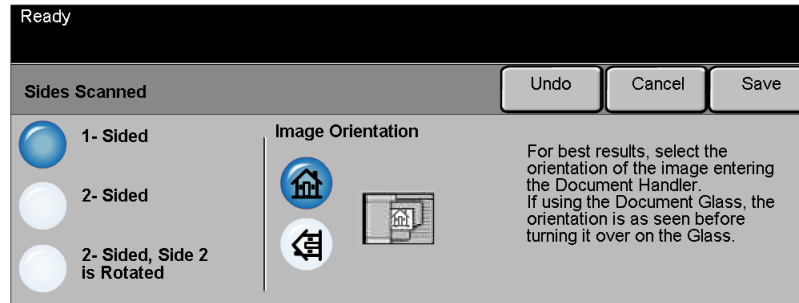 Ready
Sides Scanned
Undo
Cancel
Save
1- Sided
2- Sided
2- Sided, Side 2
is Rotated
Image Orientation
For best results, select the
orientation of the image entering
the Document Handler.
If using the Document Glass, the
orientation is as seen before
turning it over on the Glass.